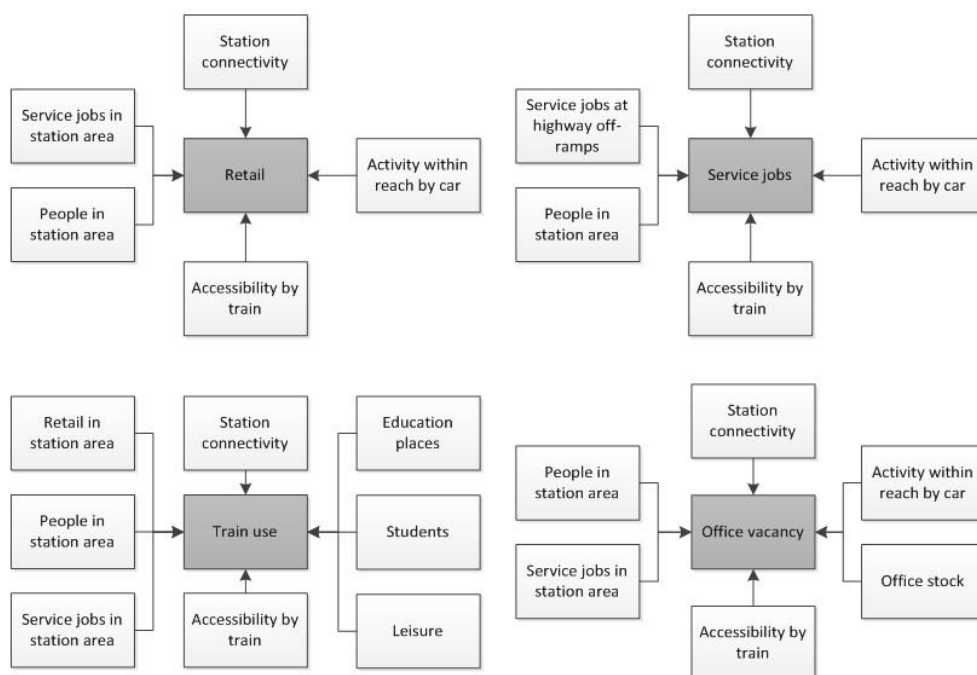 Station
connectivity
Service jobs in
station area
Retail
Activity within
reach by car
People in
station area
Accessibility by
train
Station
connectivity
Service jobs at
highway off-
ramps
Service jobs
Activity within
reach by car
People in
station area
Accessibility by
train
Retail in
station area
Station
connectivity
Education
places
People in
station area
Train use
Students
Service jobs in
station area
Accessibility by
train
Leisure
Station
connectivity
People in
station area
Activity within
reach by car
Office vacancy
Service jobs in
station area
Office stock
Accessibility by
train